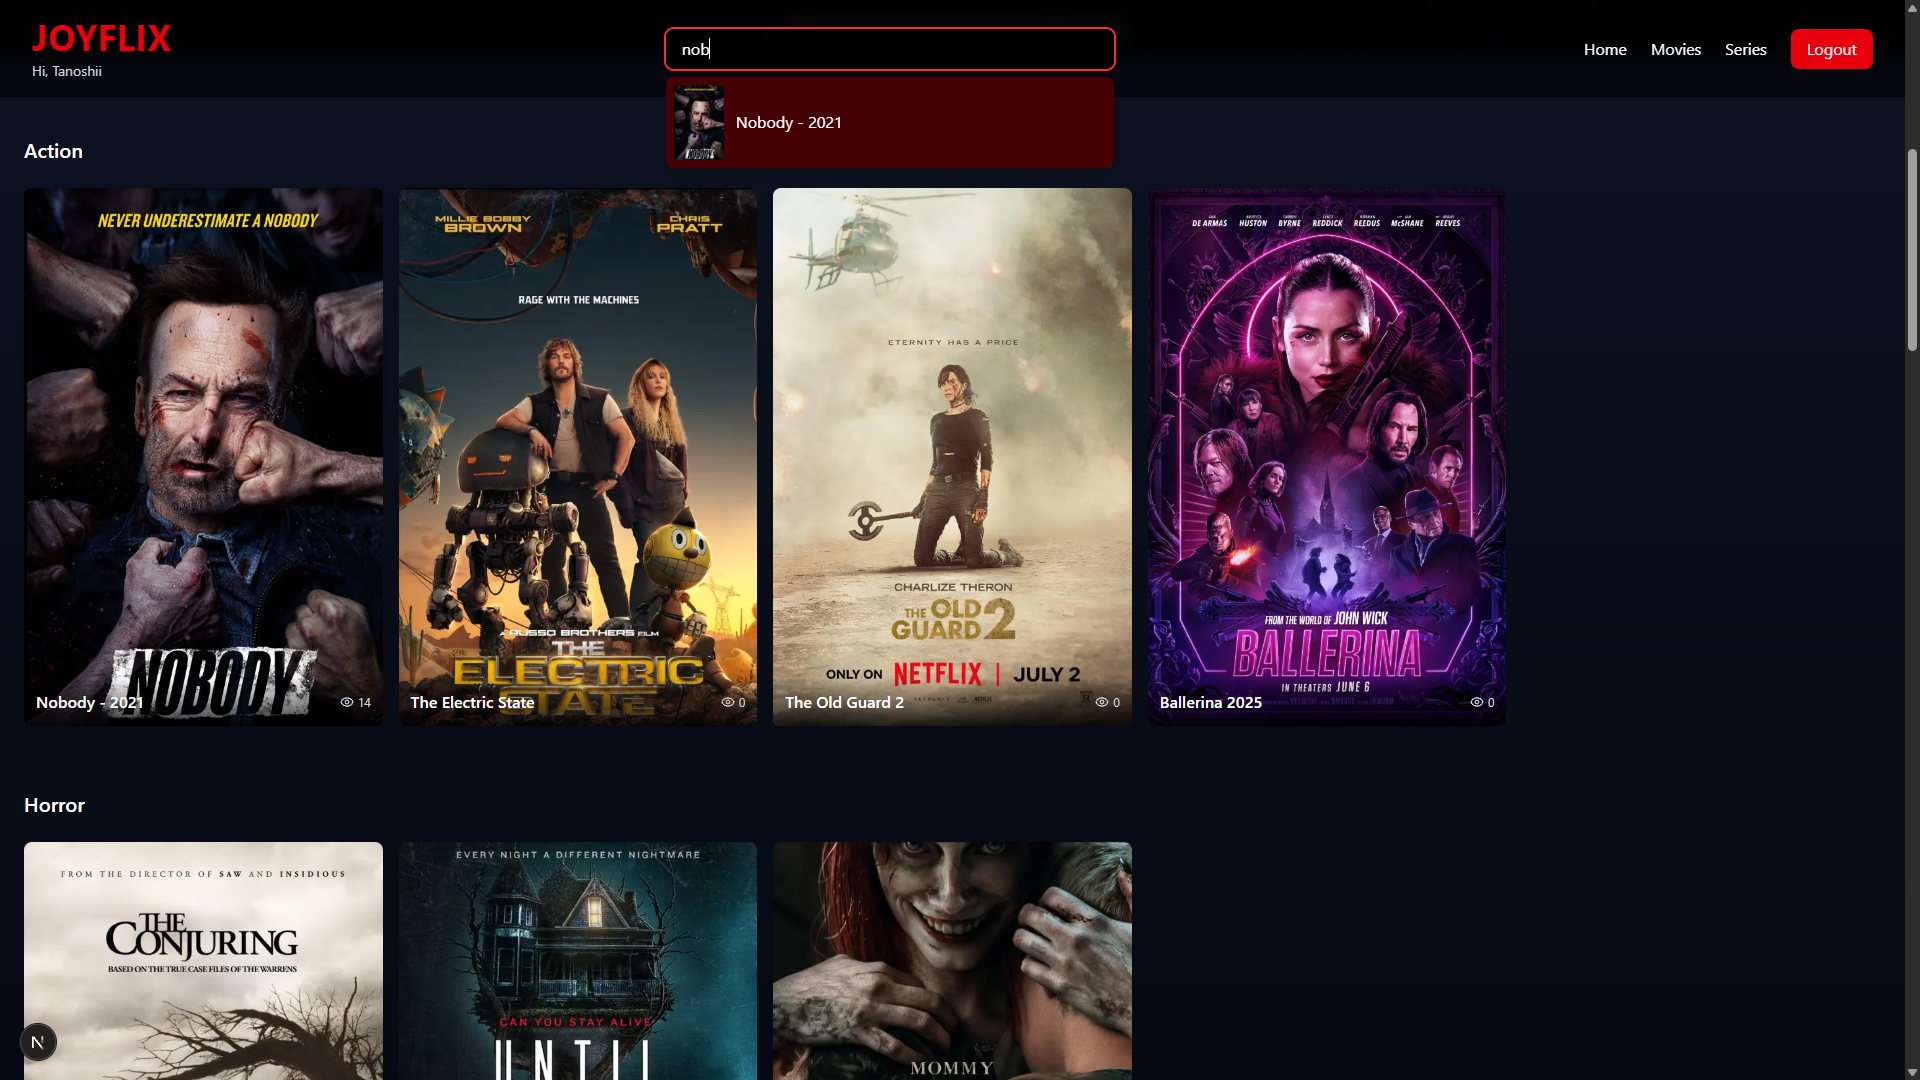 JOYFLIX
Hi, Tanoshii
nob
Home
Movies
Series
Logout
Nobody - 2021
Action
NEVER UNDERESTIMATE A NOBODY
NOBODY
Nobody - 2021
14
MILLIE BOBBY BROWN
CHRIS PRATT
RAGE WITH THE MACHINES
A RUSSO BROTHERS FILM
THE
ELECTRIC
STATE
The Electric State
0
ETERNITY HAS A PRICE
CHARLIZE THERON
THE OLD
GUARD 2
ONLY ON NETFLIX | JULY 2
The Old Guard 2
0
DE ARMAS HUSTON BYRNE REDDICK REEDUS McSHANE REEVES
FROM THE WORLD OF JOHN WICK
BALLERINA
IN THEATERS JUNE 6
Ballerina 2025
0
Horror
FROM THE DIRECTOR OF SAW AND INSIDIOUS
THE
CONJURING
BASED ON THE TRUE CASE FILES OF THE WARRENS
EVERY NIGHT A DIFFERENT NIGHTMARE
CAN YOU STAY ALIVE
UNTIL
MOMMY
N